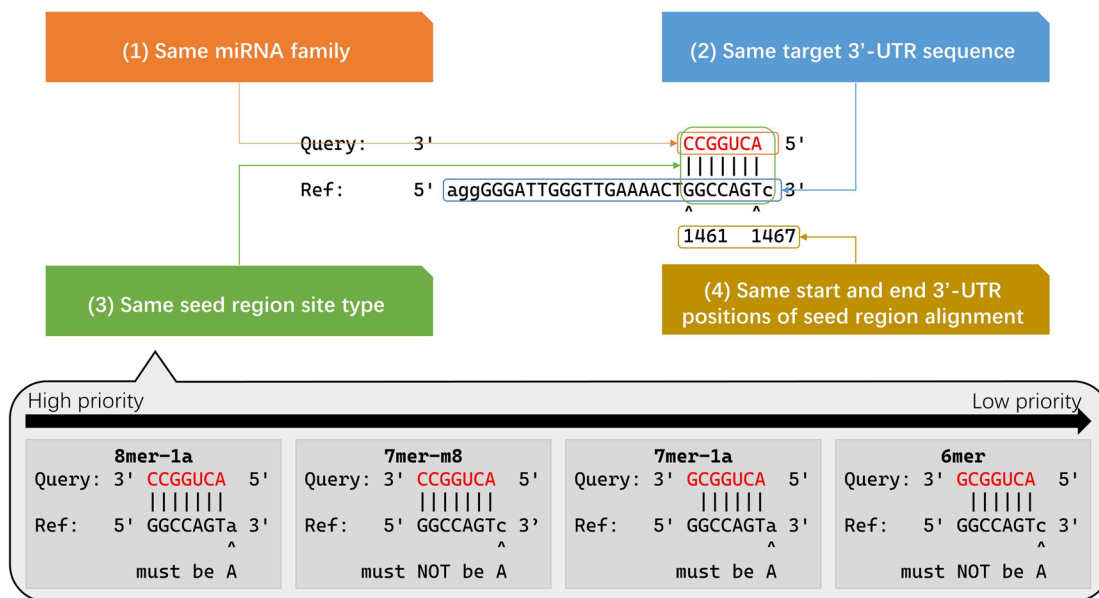 (1) Same miRNA family
(2) Same target 3’-UTR sequence
Query: 3' CCGGUCA 5'
|||||||
Ref: 5' aggGGGATTGGGTTGAAAACTGGCCAGTc 3'
^ ^
1461 1467
(3) Same seed region site type
(4) Same start and end 3’-UTR
positions of seed region alignment
High priority
Low priority
8mer-1a
Query: 3' CCGGUCA 5'
|||||||
Ref: 5' GGCCAGTa 3'
^
must be A
7mer-m8
Query: 3' CCGGUCA 5'
|||||||
Ref: 5' GGCCAGTc 3’
^
must NOT be A
7mer-1a
Query: 3' GCGGUCA 5'
||||||
Ref: 5' GGCCAGTa 3'
^
must be A
6mer
Query: 3' GCGGUCA 5'
||||||
Ref: 5' GGCCAGTc 3'
^
must NOT be A